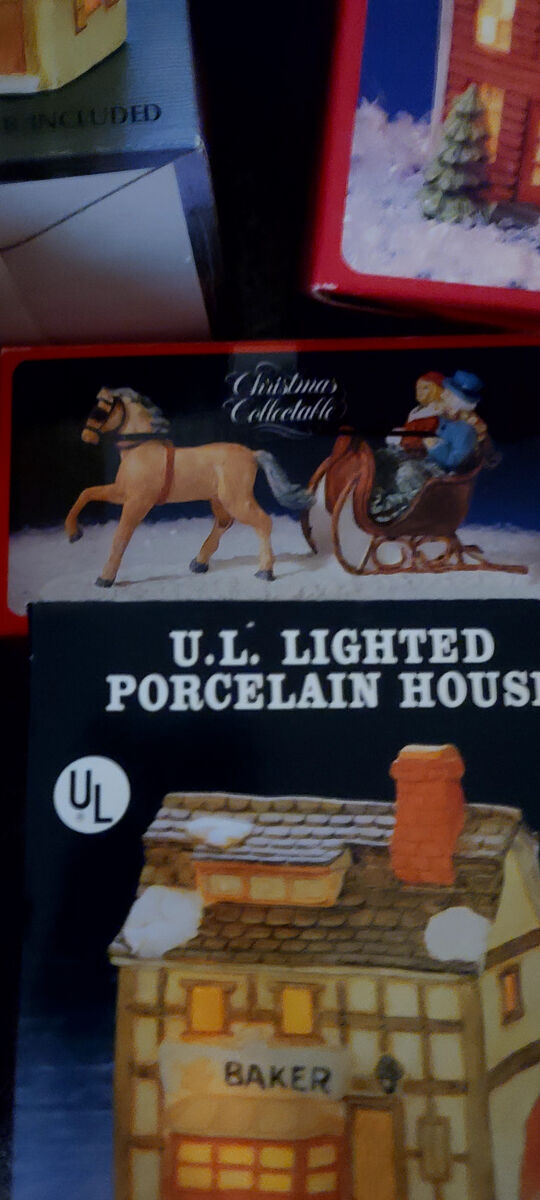 INCLUDED
Christmas
Collectable
U.L. LIGHTED
PORCELAIN HOUS
UL
BAKER